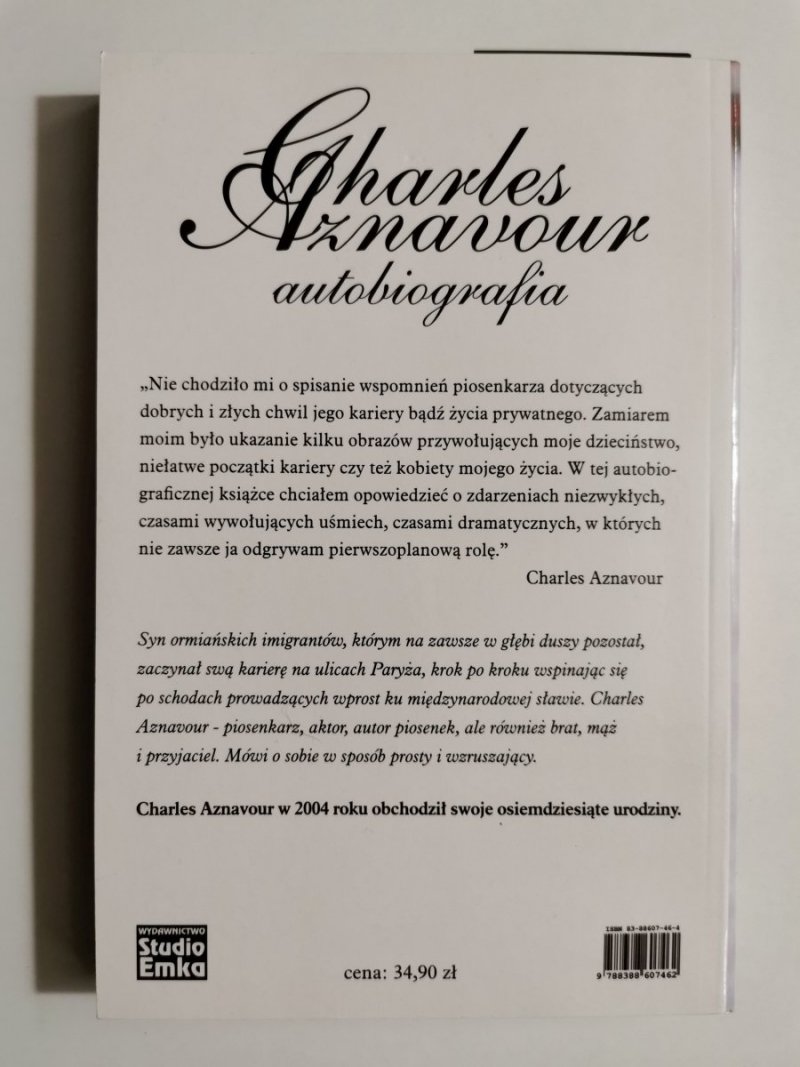 Charles
Aznavour
autobiografia
„Nie chodziło mi o spisanie wspomnień piosenkarza dotyczących
dobrych i złych chwil jego kariery bądź życia prywatnego. Zamiarem
moim było ukazanie kilku obrazów przywołujących moje dzieciństwo,
niełatwe początki kariery czy też kobiety mojego życia. W tej autobio-
graficznej książce chciałem opowiedzieć o zdarzeniach niezwykłych,
czasami wywołujących uśmiech, czasami dramatycznych, w których
nie zawsze ja odgrywam pierwszoplanową rolę.”
Charles Aznavour
Syn ormiańskich imigrantów, którym na zawsze w głębi duszy pozostał,
zaczynał swą karierę na ulicach Paryża, krok po kroku wspinając się
po schodach prowadzących wprost ku międzynarodowej sławie. Charles
Aznavour - piosenkarz, aktor, autor piosenek, ale również brat, mąż
i przyjaciel. Mówi o sobie w sposób prosty i wzruszający.
Charles Aznavour w 2004 roku obchodził swoje osiemdziesiąte urodziny.
WYDAWNICTWO
Studio
Emka
cena: 34,90 zł
ISBN 83-88607-46-4
9 788388 607462